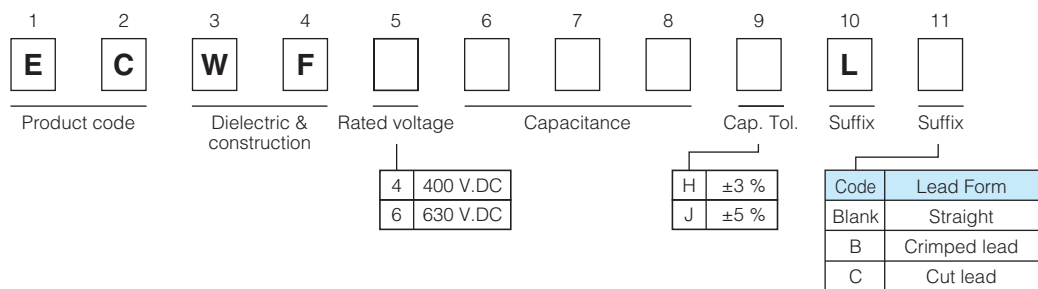 1 2 3 4 5 6 7 8 9 10 11
E C W F L
Product code Dielectric & Rated voltage Capacitance Cap. Tol. Suffix Suffix
construction
4 400 V.DC
6 630 V.DC
H ±3 %
J ±5 %
Code Lead Form
Blank Straight
B Crimped lead
C Cut lead